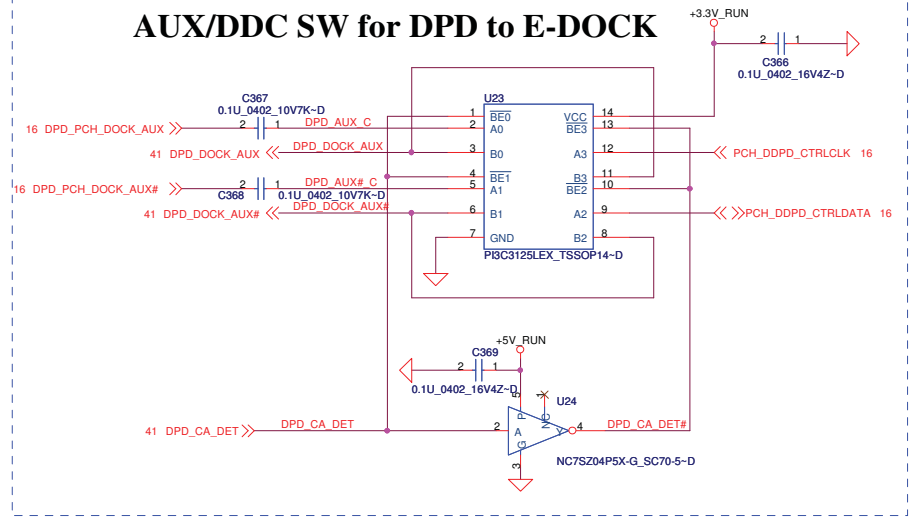 AUX/DDC SW for DPD to E-DOCK
+3.3V_RUN
2 1
C366
0.1U_0402_16V4Z~D
C367
0.1U_0402_10V7K~D
U23
16 DPD_PCH_DOCK_AUX 2 1 DPD_AUX_C
41 DPD_DOCK_AUX DPD_DOCK_AUX
16 DPD_PCH_DOCK_AUX# 2 1 DPD_AUX#_C
C368 0.1U_0402_10V7K~D
41 DPD_DOCK_AUX# DPD_DOCK_AUX#
1 BE0 VCC 14
2 A0 BE3 13
3 B0 A3 12 PCH_DDPD_CTRLCLK 16
4 BE1 B3 11
5 A1 BE2 10
6 B1 A2 9 PCH_DDPD_CTRLDATA 16
7 GND B2 8
PI3C3125LEX_TSSOP14~D
+5V_RUN
C369
2 1
0.1U_0402_16V4Z~D
5 1 U24
P NC
41 DPD_CA_DET DPD_CA_DET 2 A Y 4 DPD_CA_DET#
G
3
NC7SZ04P5X-G_SC70-5~D